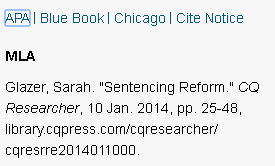 APA | Blue Book | Chicago | Cite Notice
MLA
Glazer, Sarah. "Sentencing Reform." CQ
Researcher, 10 Jan. 2014, pp. 25-48,
library.cqpress.com/cqresearcher/
cqresrre2014011000.